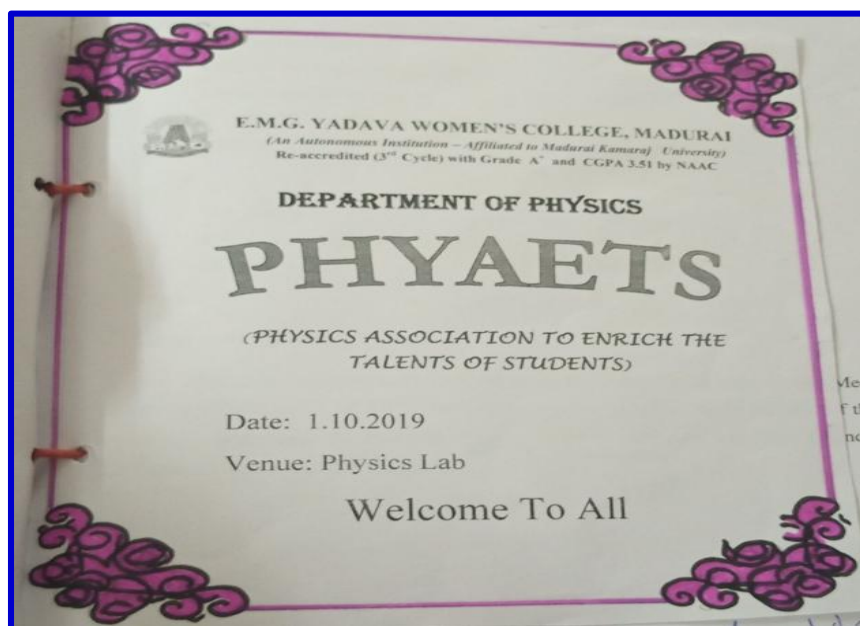 E.M.G. YADAVA WOMEN'S COLLEGE, MADURAI
(An Autonomous Institution – Affiliated to Madurai Kamaraj University)
Re-accredited (3rd Cycle) with Grade A+ and CGPA 3.51 by NAAC
DEPARTMENT OF PHYSICS
PHYAETS
(PHYSICS ASSOCIATION TO ENRICH THE
TALENTS OF STUDENTS)
Date: 1.10.2019
Venue: Physics Lab
Welcome To All